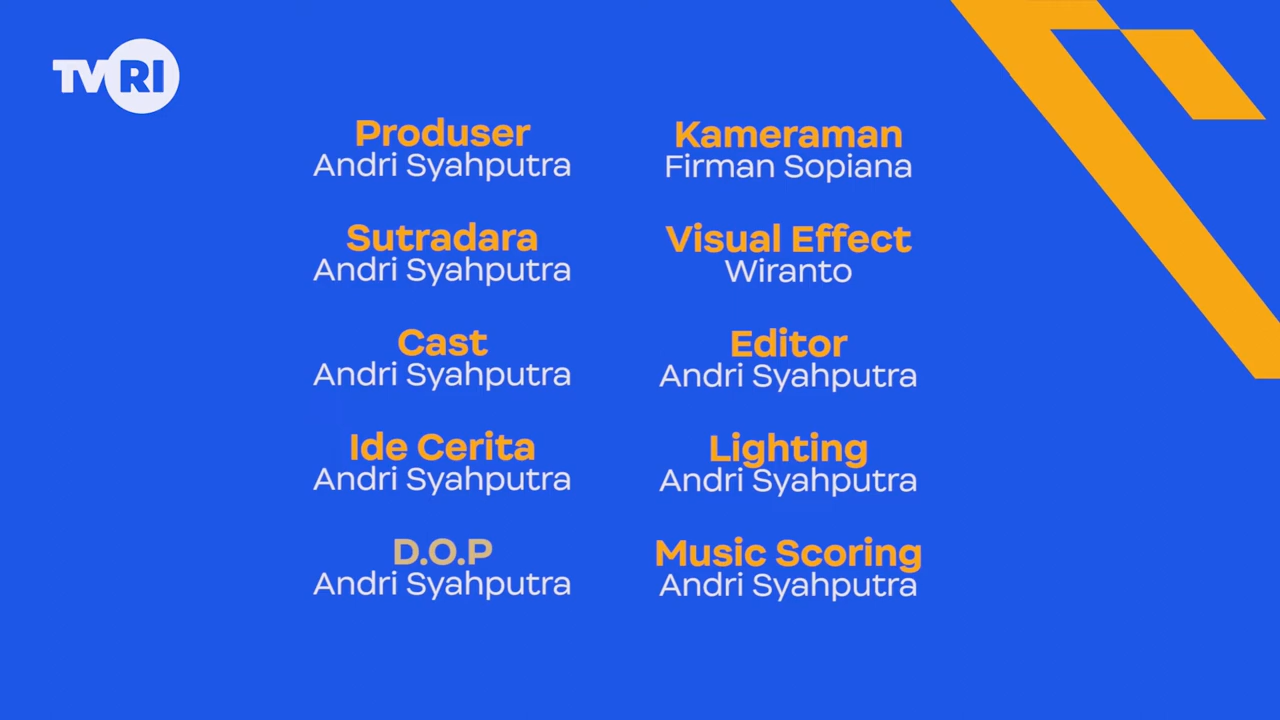 TVRI
Produser
Andri Syahputra
Sutradara
Andri Syahputra
Cast
Andri Syahputra
Ide Cerita
Andri Syahputra
D.O.P
Andri Syahputra
Kameraman
Firman Sopiana
Visual Effect
Wiranto
Editor
Andri Syahputra
Lighting
Andri Syahputra
Music Scoring
Andri Syahputra